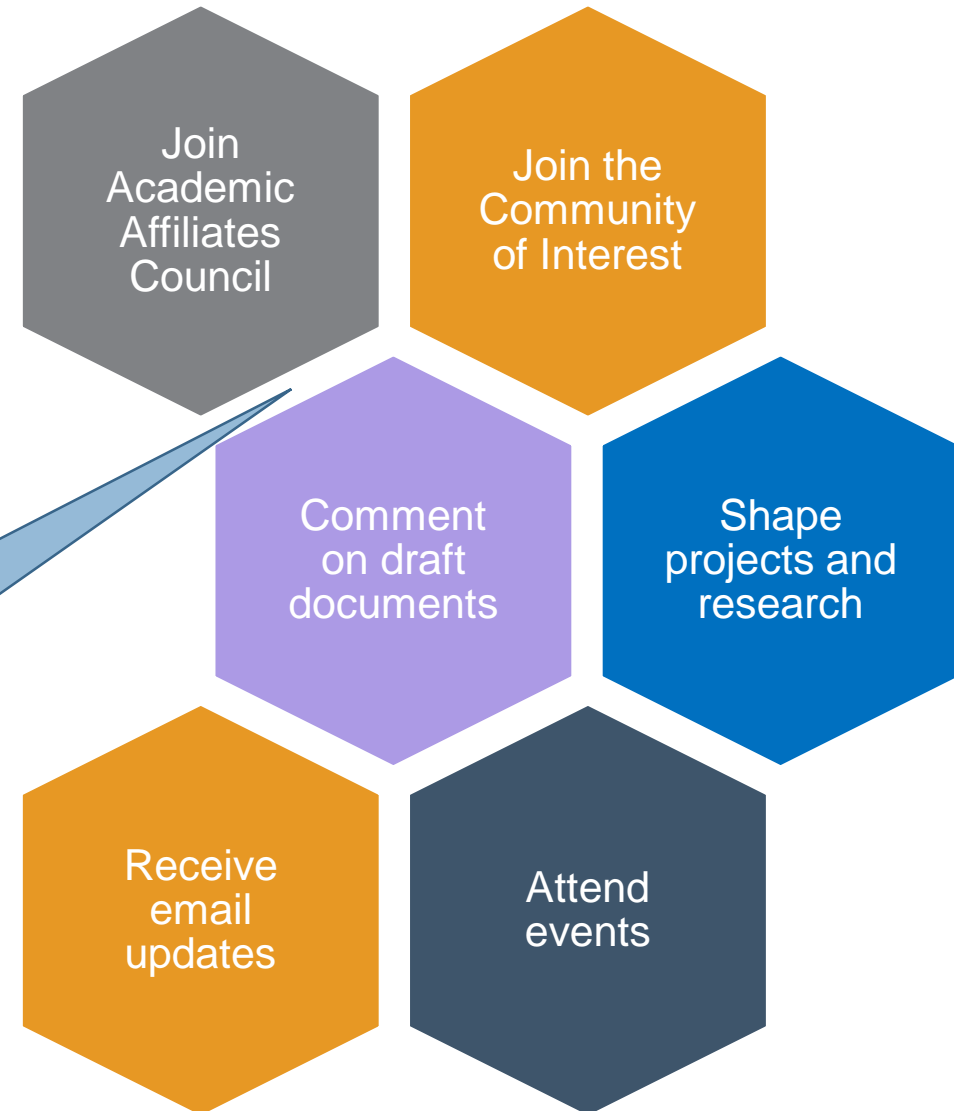 Join
Academic
Affiliates
Council
Join the
Community
of Interest
Comment
on draft
documents
Shape
projects and
research
Receive
email
updates
Attend
events